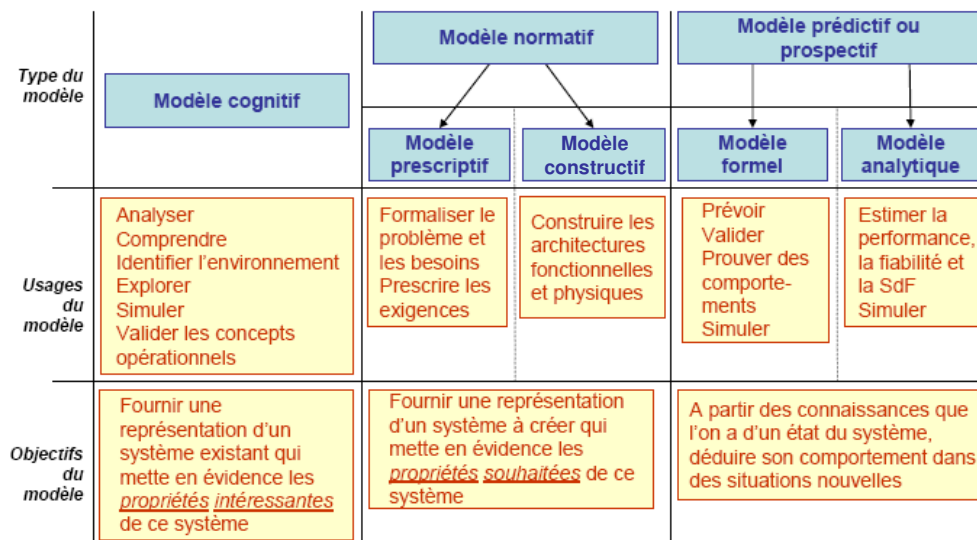 Type du
modèle
Modèle cognitif
Modèle normatif
Modèle prédictif ou
prospectif
Modèle
prescriptif
Modèle
constructif
Modèle
formel
Modèle
analytique
Usages
du
modèle
Analyser
Comprendre
Identifier l'environnement
Explorer
Simuler
Valider les concepts
opérationnels
Formaliser le
problème et
les besoins
Prescrire les
exigences
Construire les
architectures
fonctionnelles
et physiques
Prévoir
Valider
Prouver des
comporte-
ments
Simuler
Estimer la
performance,
la fiabilité et
la SdF
Simuler
Objectifs
du
modèle
Fournir une
représentation d'un
système existant qui
mette en évidence les
propriétés intéressantes
de ce système
Fournir une représentation
d'un système à créer qui
mette en évidence les
propriétés souhaitées de ce
système
A partir des connaissances que
l'on a d'un état du système,
déduire son comportement dans
des situations nouvelles